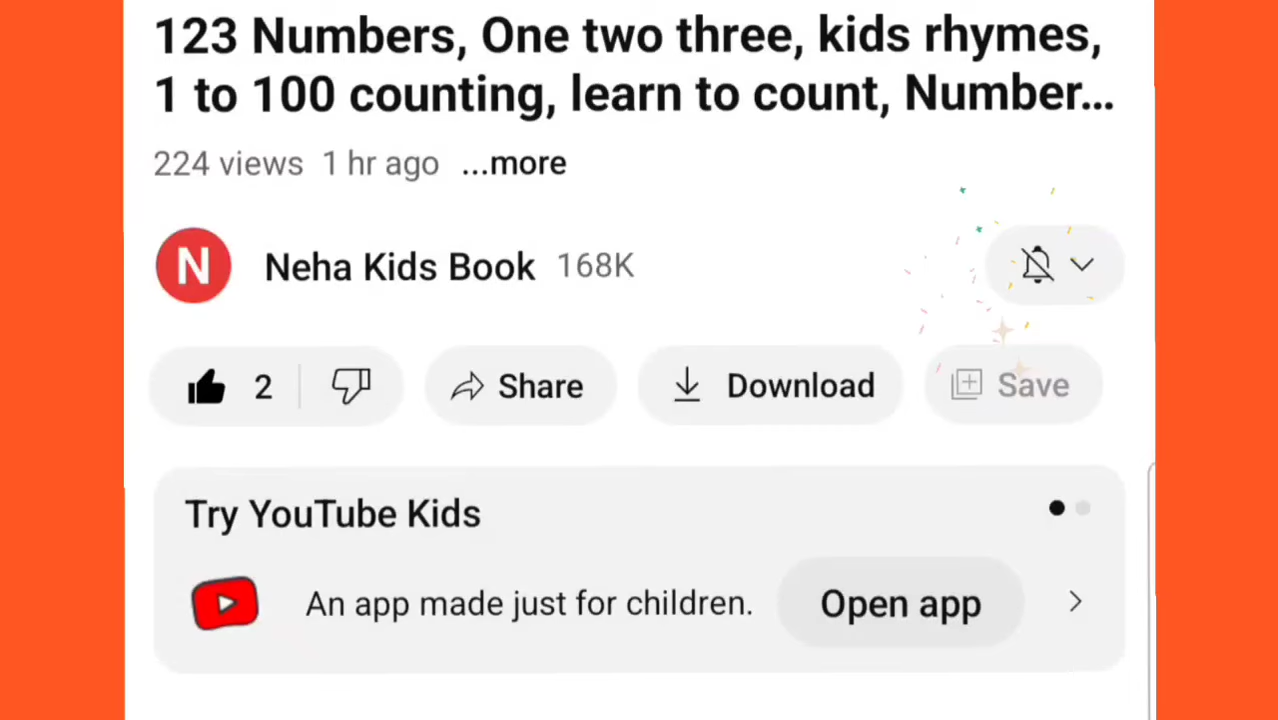 123 Numbers, One two three, kids rhymes,
1 to 100 counting, learn to count, Number...
224 views 1 hr ago ...more
N Neha Kids Book 168K
2 Share Download Save
Try YouTube Kids
An app made just for children. Open app